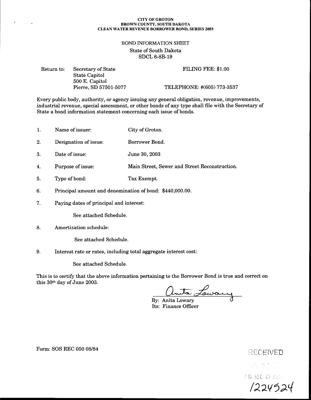 CITY OF GROTON
BROWN COUNTY, SOUTH DAKOTA
CLEAN WATER REVENUE BORROWER BOND, SERIES 2003
BOND INFORMATION SHEET
State of South Dakota
SDCL 6-8B-19
Return to: Secretary of State FILING FEE: $1.00
State Capitol
500 E. Capitol
Pierre, SD 57501-5077 TELEPHONE: #(605) 773-3537
Every public body, authority, or agency issuing any general obligation, revenue, improvements,
industrial revenue, special assessment, or other bonds of any type shall file with the Secretary of
State a bond information statement concerning each issue of bonds.
1. Name of issuer: City of Groton.
2. Designation of issue: Borrower Bond.
3. Date of issue: June 30, 2003
4. Purpose of issue: Main Street, Sewer and Street Reconstruction.
5. Type of bond: Tax Exempt.
6. Principal amount and denomination of bond: $440,000.00.
7. Paying dates of principal and interest:
See attached Schedule.
8. Amortization schedule:
See attached Schedule.
9. Interest rate or rates, including total aggregate interest cost:
See attached Schedule.
This is to certify that the above information pertaining to the Borrower Bond is true and correct on
this 30th day of June 2003.
Anita Lowary
By: Anita Lowary
Its: Finance Officer
Form: SOS REC 050 08/84
RECEIVED
1224524